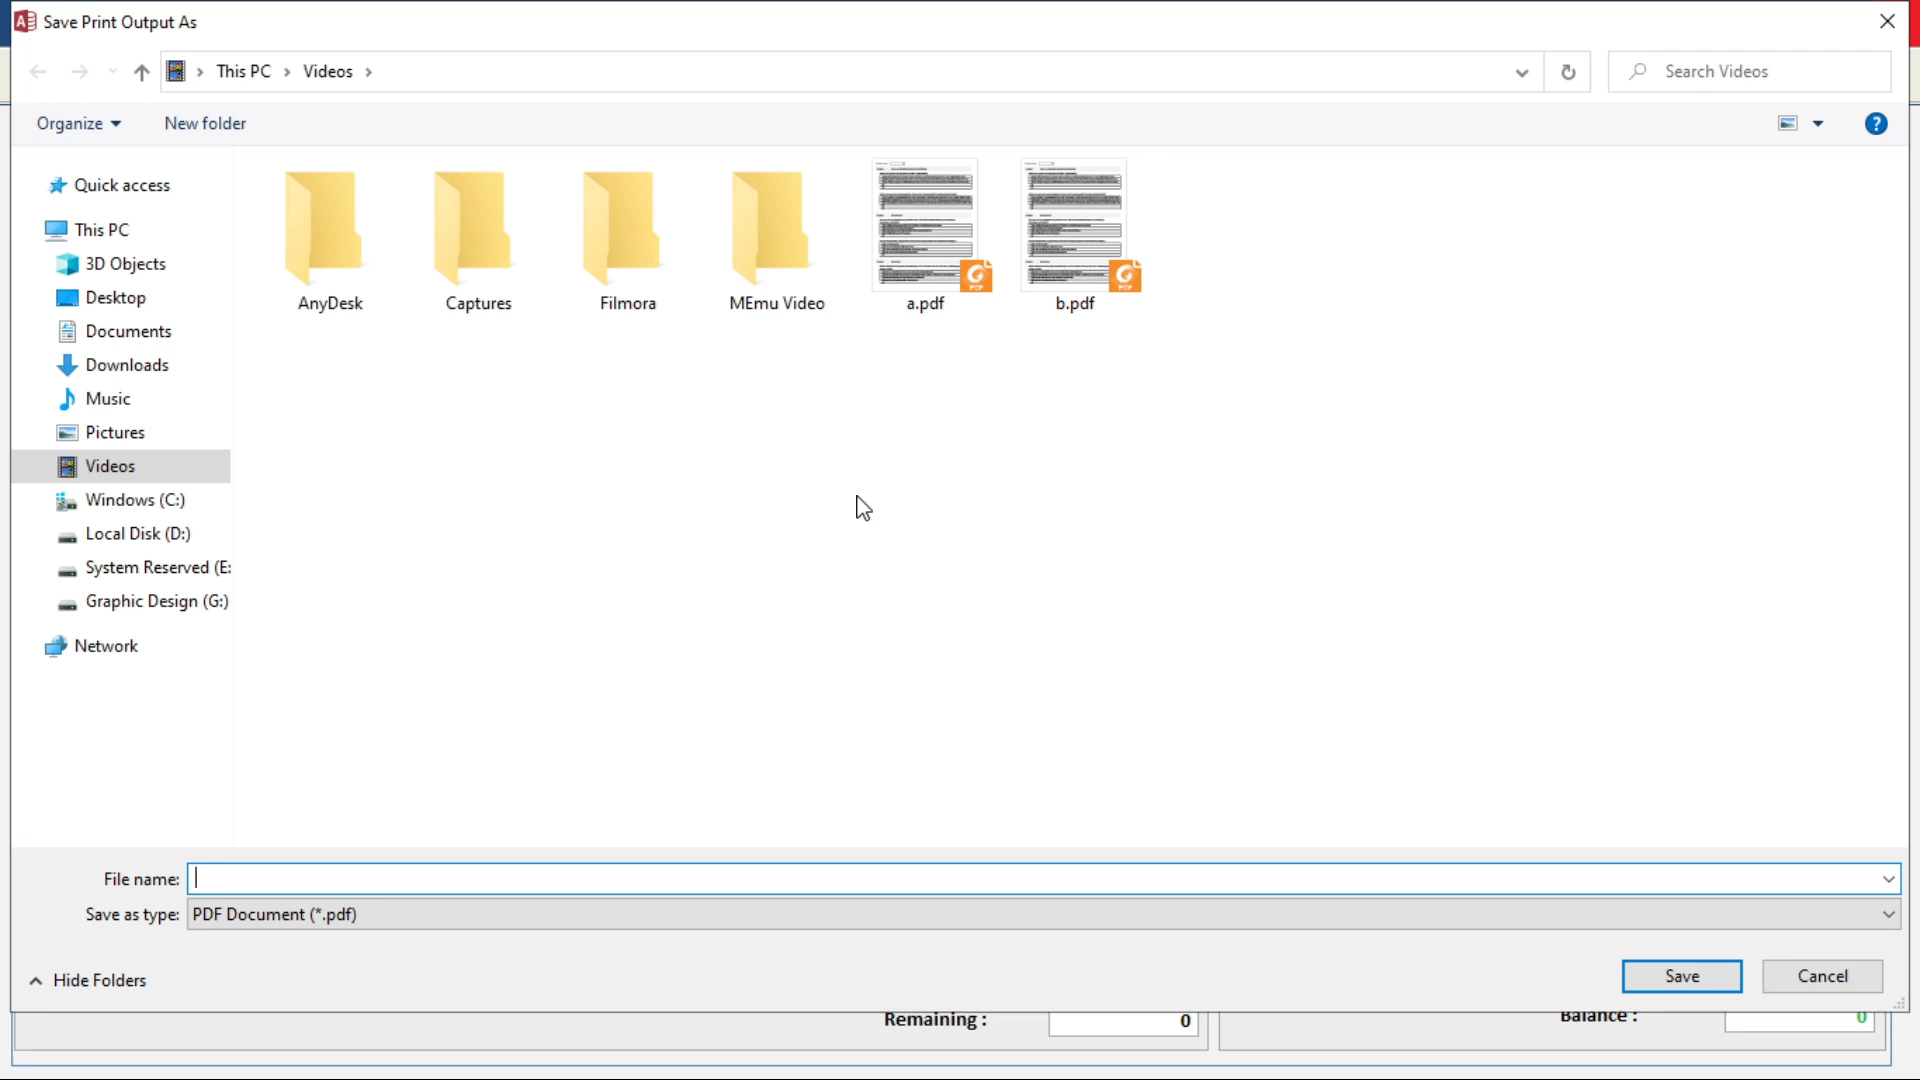 Save Print Output As
This PC
Videos
Search Videos
Organize
New folder
Quick access
This PC
3D Objects
Desktop
Documents
Downloads
Music
Pictures
Videos
Windows (C:)
Local Disk (D:)
System Reserved (E:
Graphic Design (G:)
Network
AnyDesk
Captures
Filmora
MEmu Video
a.pdf
b.pdf
File name:
Save as type:
PDF Document (*.pdf)
Hide Folders
Save
Cancel
Remaining :
0
Balance :
0